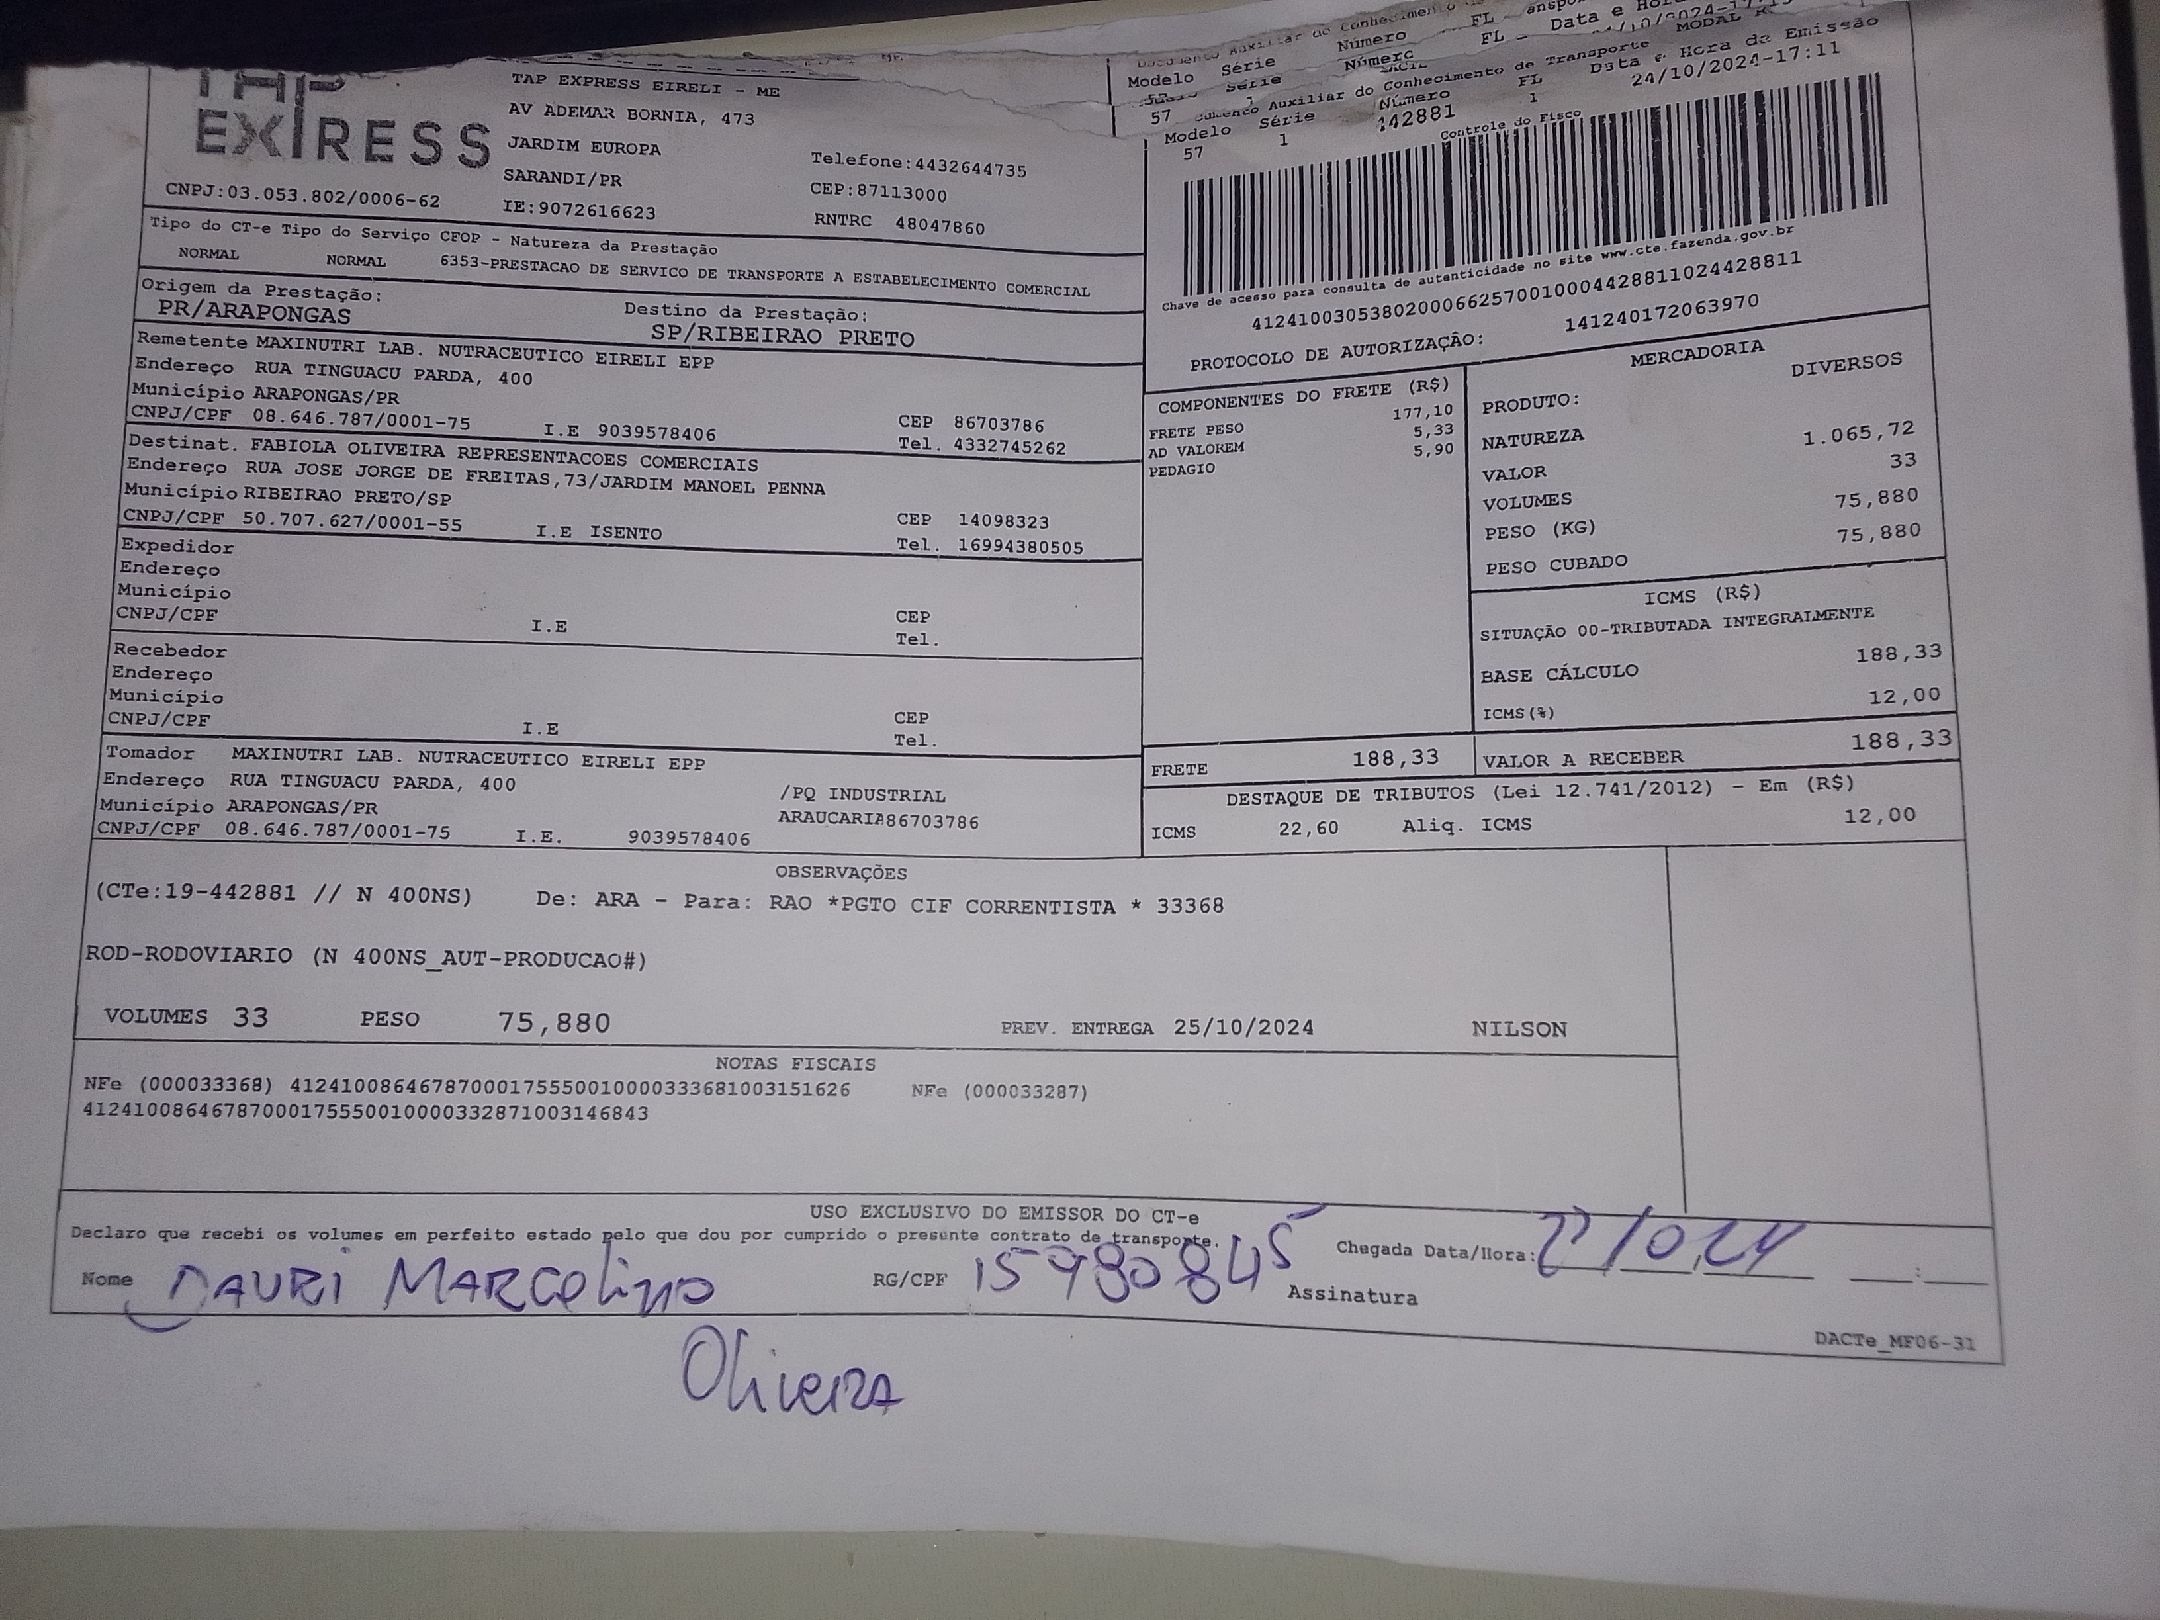 TAP
EXPRESS
CNPJ:03.053.802/0006-62
TAP EXPRESS EIRELI - ME
AV ADEMAR BORNIA, 473
JARDIM EUROPA
SARANDI/PR
IE:9072616623
Telefone:4432644735
CEP:87113000
RNTRC 48047860
Modelo Série Número FL Data e Hora
Modelo Série Número FL Data e Hora da Emissão
57 1 142881 1 24/10/2024-17:11
Controle do Fisco
Chave de acesso para consulta de autenticidade no site www.cte.fazenda.gov.br
41241003053802000662570010004428811024428811
PROTOCOLO DE AUTORIZAÇÃO: 141240172063970
Tipo do CT-e Tipo do Serviço CFOP - Natureza da Prestação
NORMAL NORMAL 6353-PRESTACAO DE SERVICO DE TRANSPORTE A ESTABELECIMENTO COMERCIAL
Origem da Prestação: Destino da Prestação:
PR/ARAPONGAS SP/RIBEIRAO PRETO
Remetente MAXINUTRI LAB. NUTRACEUTICO EIRELI EPP
Endereço RUA TINGUACU PARDA, 400
Município ARAPONGAS/PR CEP 86703786
CNPJ/CPF 08.646.787/0001-75 I.E 9039578406 Tel. 4332745262
Destinat. FABIOLA OLIVEIRA REPRESENTACOES COMERCIAIS
Endereço RUA JOSE JORGE DE FREITAS,73/JARDIM MANOEL PENNA
Município RIBEIRAO PRETO/SP CEP 14098323
CNPJ/CPF 50.707.627/0001-55 I.E ISENTO Tel. 16994380505
Expedidor
Endereço
Município CEP
CNPJ/CPF I.E Tel.
Recebedor
Endereço
Município CEP
CNPJ/CPF I.E Tel.
Tomador MAXINUTRI LAB. NUTRACEUTICO EIRELI EPP
Endereço RUA TINGUACU PARDA, 400 /PQ INDUSTRIAL
Município ARAPONGAS/PR ARAUCARIA86703786
CNPJ/CPF 08.646.787/0001-75 I.E. 9039578406
COMPONENTES DO FRETE (R$)
FRETE PESO 177,10
AD VALOREM 5,33
PEDAGIO 5,90
MERCADORIA
PRODUTO: DIVERSOS
NATUREZA
VALOR 1.065,72
VOLUMES 33
PESO (KG) 75,880
PESO CUBADO 75,880
ICMS (R$)
SITUAÇÃO 00-TRIBUTADA INTEGRALMENTE
BASE CÁLCULO 188,33
ICMS(%) 12,00
FRETE 188,33 VALOR A RECEBER 188,33
DESTAQUE DE TRIBUTOS (Lei 12.741/2012) - Em (R$)
ICMS 22,60 Aliq. ICMS 12,00
OBSERVAÇÕES
(CTe:19-442881 // N 400NS) De: ARA - Para: RAO *PGTO CIF CORRENTISTA * 33368
ROD-RODOVIARIO (N 400NS_AUT-PRODUCAO#)
VOLUMES 33 PESO 75,880 PREV. ENTREGA 25/10/2024 NILSON
NOTAS FISCAIS
NFe (000033368) 41241008646787000175550010000333681003151626 NFe (000033287)
41241008646787000175550010000332871003146843
USO EXCLUSIVO DO EMISSOR DO CT-e
Declaro que recebi os volumes em perfeito estado pelo que dou por cumprido o presente contrato de transporte.
Nome DAURI MARCOlino RG/CPF 15980845 Assinatura Chegada Data/Hora:
Oliveira
DACTe_MF06-31